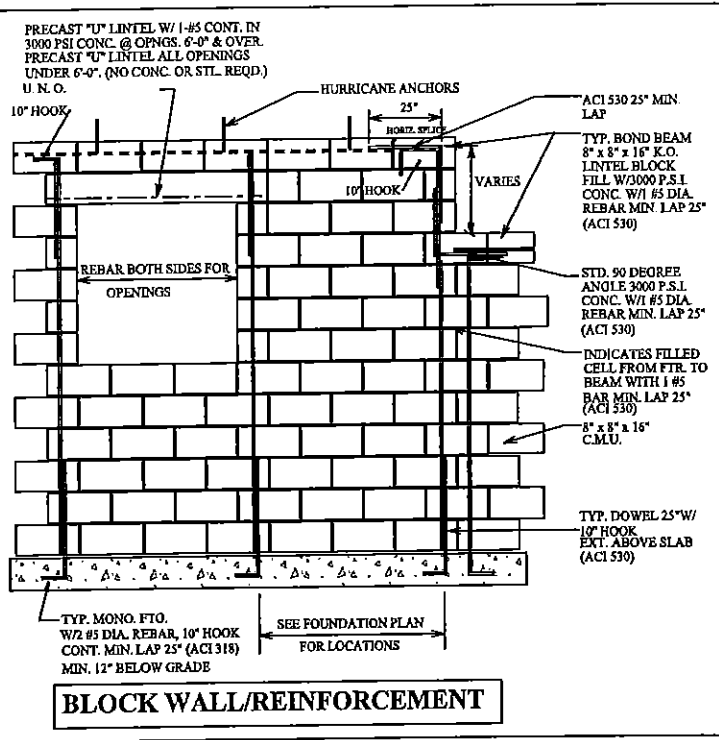 PRECAST "U" LINTEL W/ 1-#5 CONT. IN
3000 PSI CONC. @ OPNGS. 6'-0" & OVER.
PRECAST "U" LINTEL ALL OPENINGS
UNDER 6'-0". (NO CONC. OR STL. REQD.)
U. N. O.
10" HOOK
HURRICANE ANCHORS
25"
HORIZ. SPLICE
10" HOOK
VARIES
ACI 530 25" MIN.
LAP
TYP. BOND BEAM
8" x 8" x 16" K.O.
LINTEL BLOCK
FILL W/3000 P.S.I.
CONC. W/1 #5 DIA.
REBAR MIN. LAP 25"
(ACI 530)
REBAR BOTH SIDES FOR
OPENINGS
STD. 90 DEGREE
ANGLE 3000 P.S.I.
CONC. W/1 #5 DIA.
REBAR MIN. LAP 25"
(ACI 530)
INDICATES FILLED
CELL FROM FTR. TO
BEAM WITH 1 #5
BAR MIN. LAP 25"
(ACI 530)
8" x 8" x 16"
C.M.U.
TYP. DOWEL 25"W/
10" HOOK
EXT. ABOVE SLAB
(ACI 530)
TYP. MONO. FTG.
W/2 #5 DIA. REBAR, 10" HOOK
CONT. MIN. LAP 25" (ACI 318)
MIN. 12" BELOW GRADE
SEE FOUNDATION PLAN
FOR LOCATIONS
BLOCK WALL/REINFORCEMENT